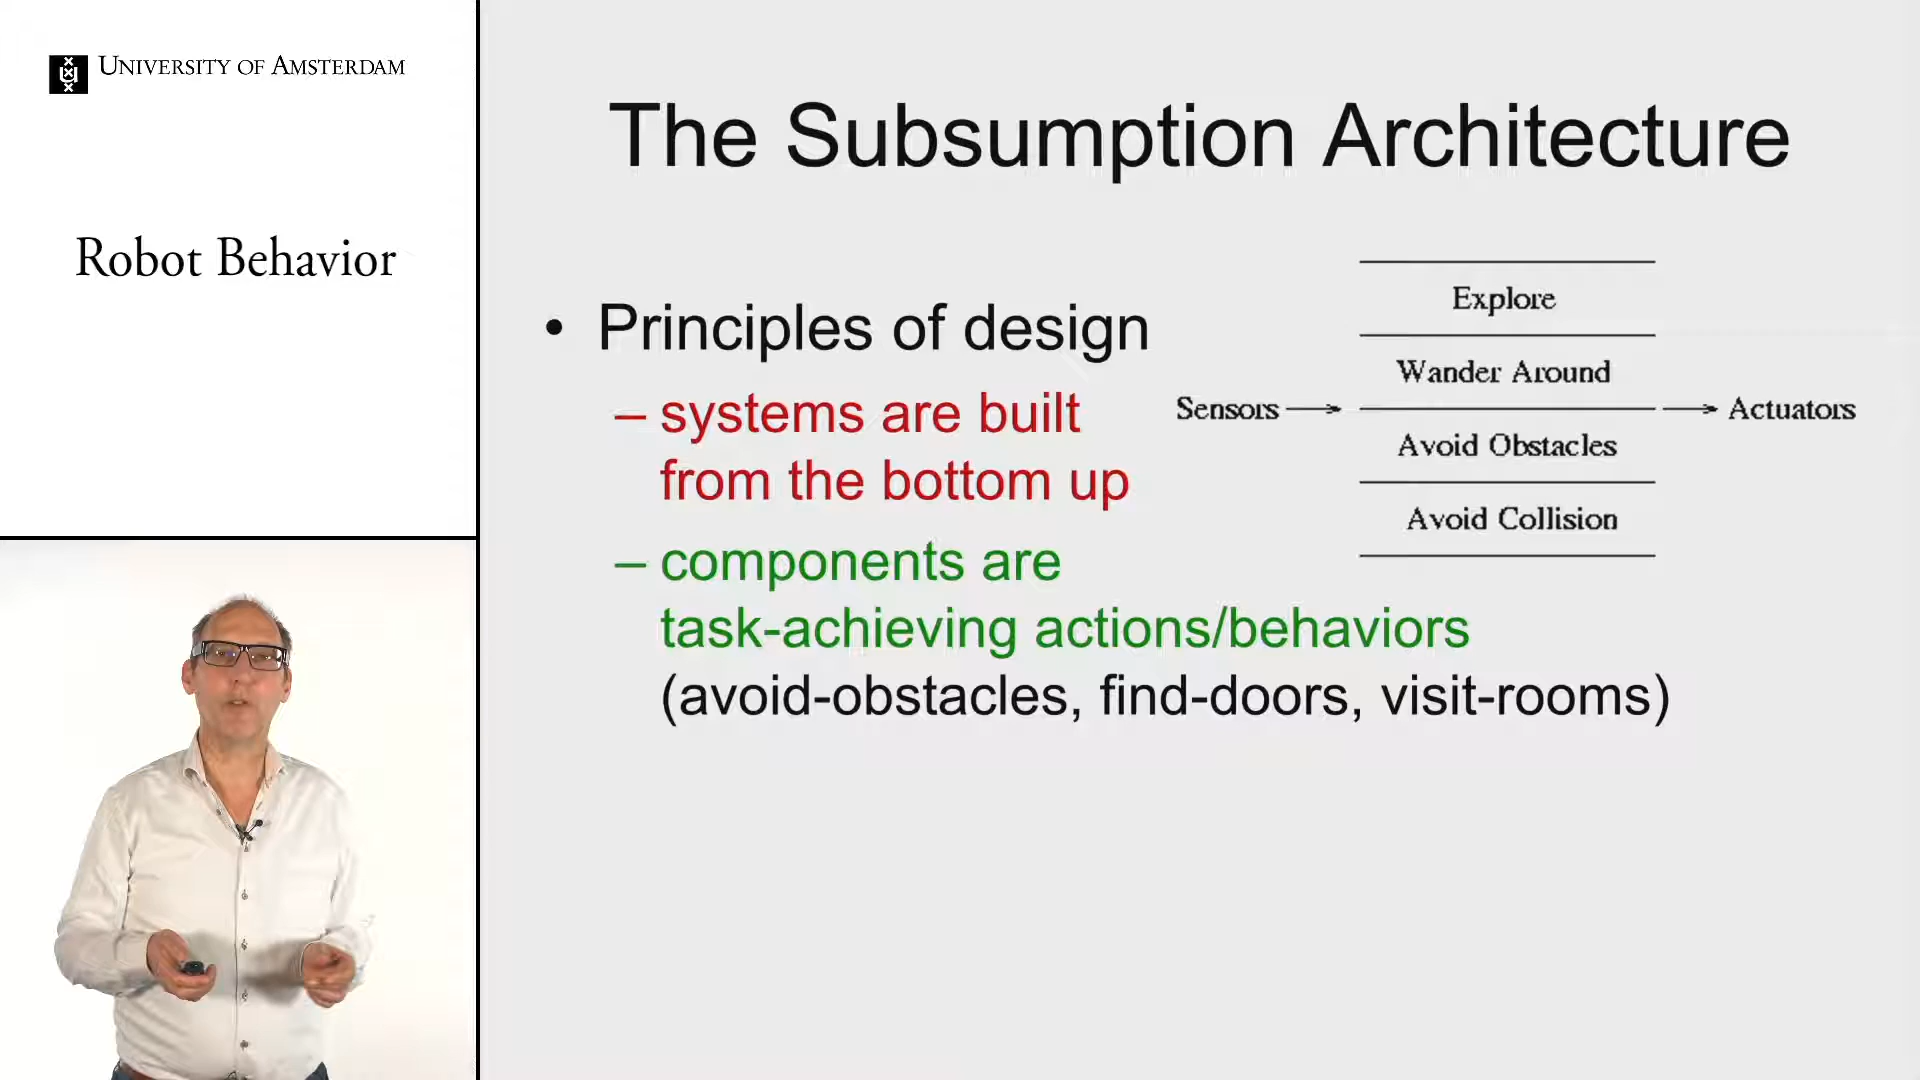 University of Amsterdam
Robot Behavior
The Subsumption Architecture
• Principles of design
– systems are built
from the bottom up
– components are
task-achieving actions/behaviors
(avoid-obstacles, find-doors, visit-rooms)
Explore
Wander Around
Sensors
Actuators
Avoid Obstacles
Avoid Collision